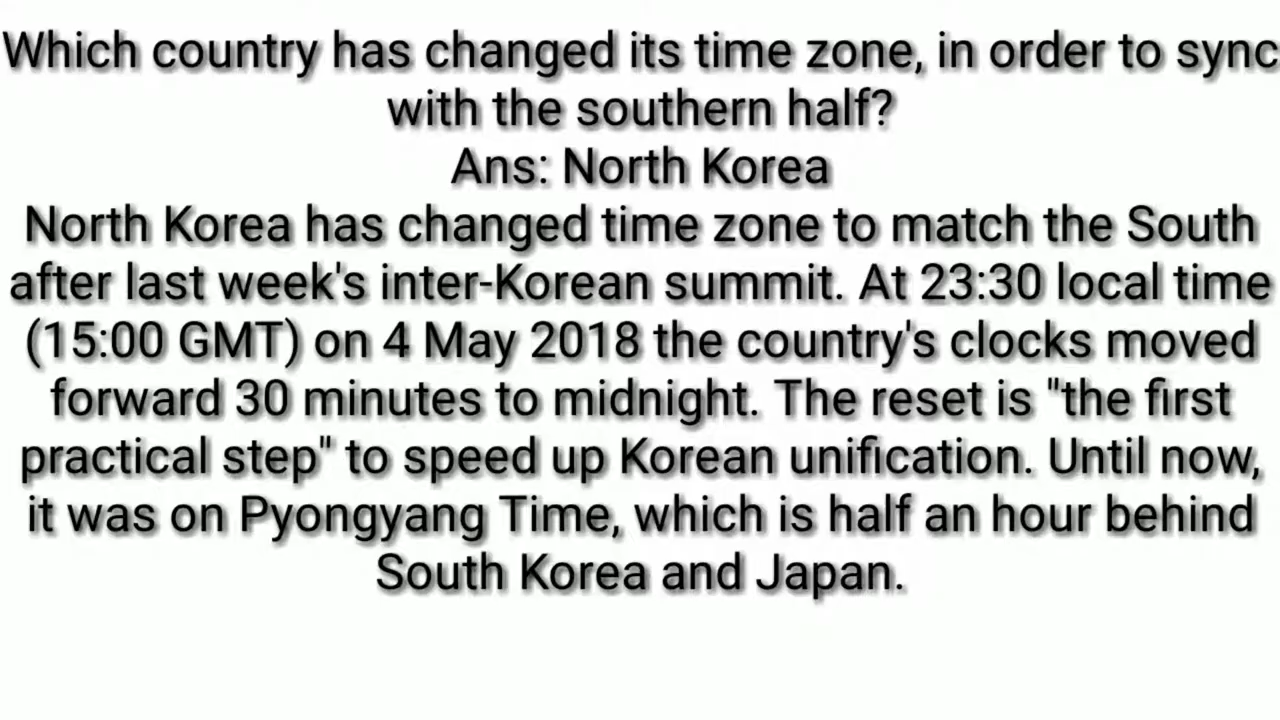 Which country has changed its time zone, in order to sync
with the southern half?
Ans: North Korea
North Korea has changed time zone to match the South
after last week's inter-Korean summit. At 23:30 local time
(15:00 GMT) on 4 May 2018 the country's clocks moved
forward 30 minutes to midnight. The reset is "the first
practical step" to speed up Korean unification. Until now,
it was on Pyongyang Time, which is half an hour behind
South Korea and Japan.